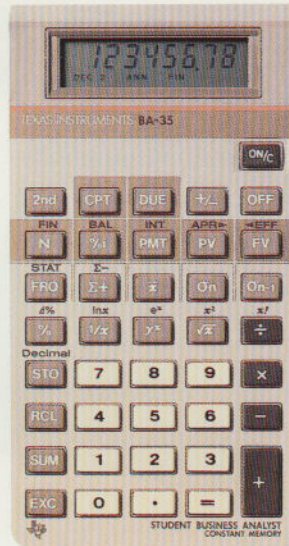 123456.78
DEC 2 ANN FIN
TEXAS INSTRUMENTS BA-35
ON/C
2nd CPT DUE +/− OFF
FIN BAL INT APR► ◄EFF
N %i PMT PV FV
STAT Σ−
FRQ Σ+ x̄ σn σn-1
Δ% lnx eˣ x² x!
% 1/x yˣ √x ÷
Decimal
STO 7 8 9 ×
RCL 4 5 6 −
SUM 1 2 3
+
EXC 0 . =
STUDENT BUSINESS ANALYST
CONSTANT MEMORY